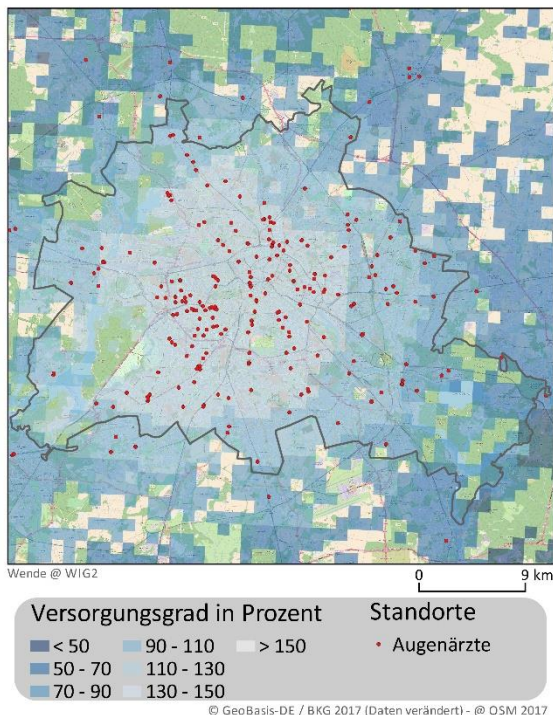 Wende @ WIG2
0 9 km
Versorgungsgrad in Prozent
< 50
50 - 70
70 - 90
90 - 110
110 - 130
130 - 150
> 150
Standorte
Augenärzte
© GeoBasis-DE / BKG 2017 (Daten verändert) - @ OSM 2017